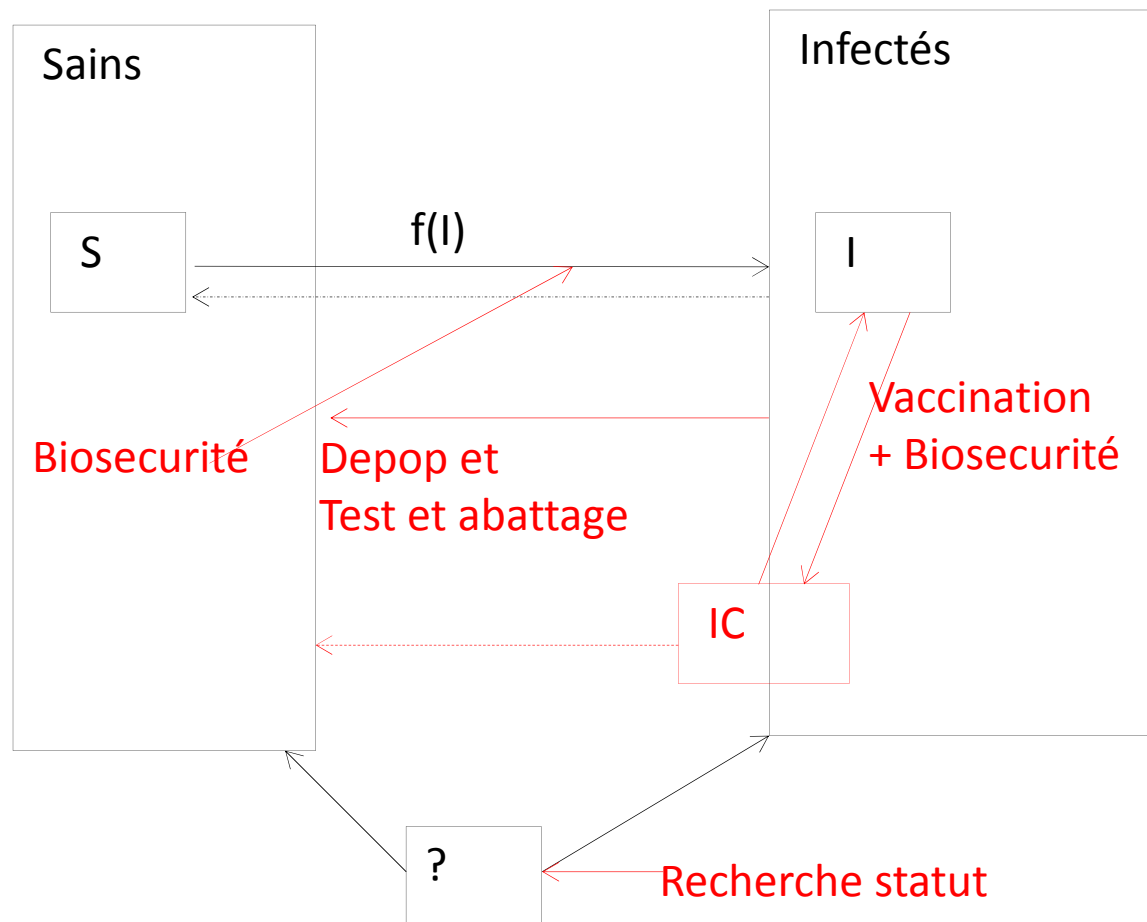 Sains
Infectés
S
f(I)
I
Biosecurité
Depop et
Test et abattage
Vaccination
+ Biosecurité
IC
?
Recherche statut